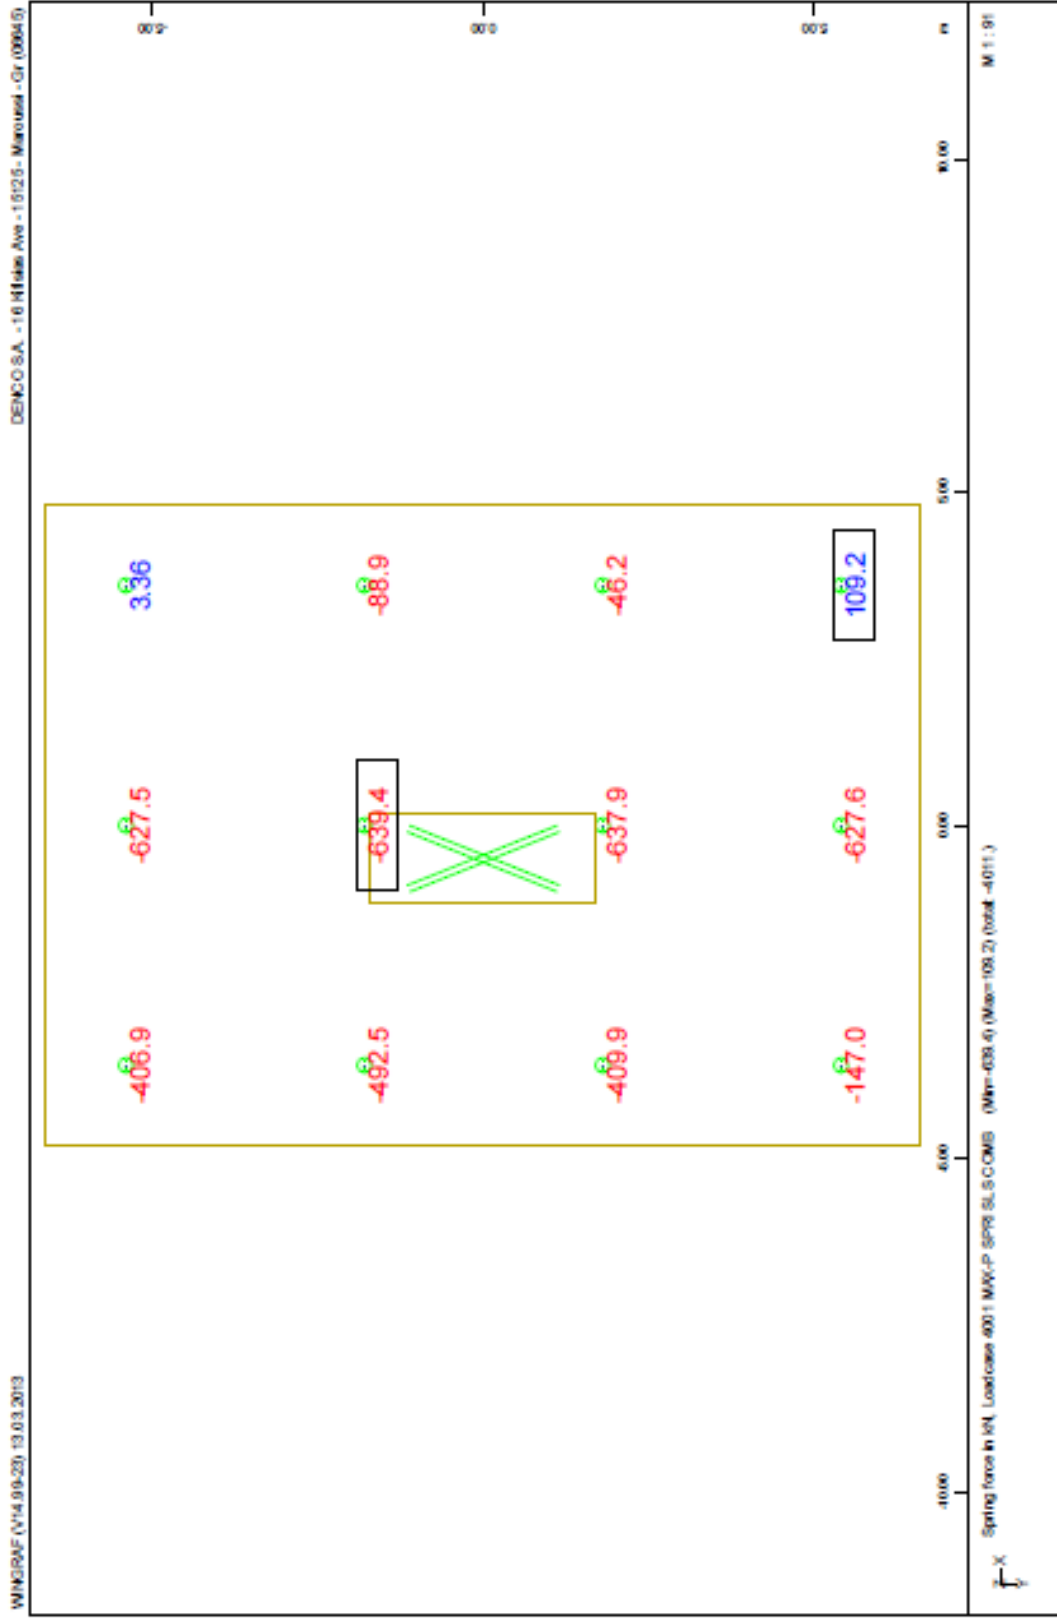 WINGRAF (V14.99-23) 13.03.2013
DENCO S.A. - 16 Kifisias Ave - 15125 - Maroussi - Gr
-406.9 -627.5 3.36
-492.5 -639.4 -88.9
-409.9 -637.9 -46.2
-147.0 -627.6 109.2
-5.00
0.00
5.00
m
-10.00 -5.00 0.00 5.00 10.00
Spring force in kN, Loadcase 4001 MAX-P SPRI SLS COMB (Min=-639.4) (Max=109.2) (total: -4011.)
M 1 : 91
X
Y